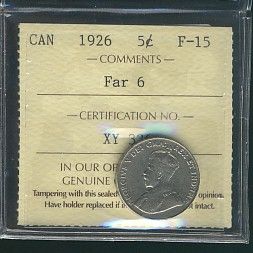 CAN 1926 5¢ F-15
COMMENTS
Far 6
CERTIFICATION NO.
XY
IN OUR
GENUINE
Tampering with this sealed opinion.
Have holder replaced if intact.